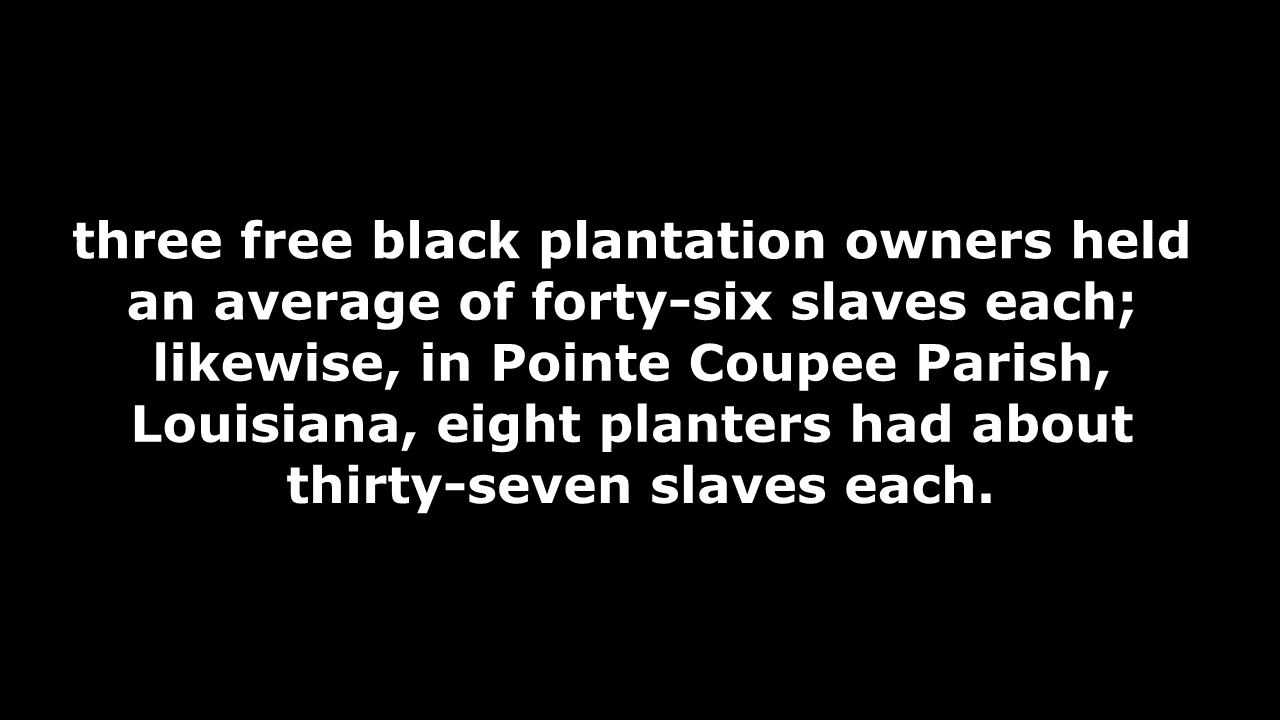 three free black plantation owners held
an average of forty-six slaves each;
likewise, in Pointe Coupee Parish,
Louisiana, eight planters had about
thirty-seven slaves each.